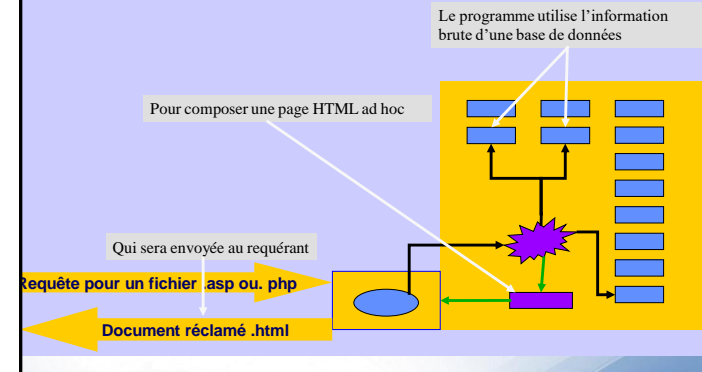 Le programme utilise l’information
brute d’une base de données
Pour composer une page HTML ad hoc
Qui sera envoyée au requérant
Requête pour un fichier .asp ou. php
Document réclamé .html